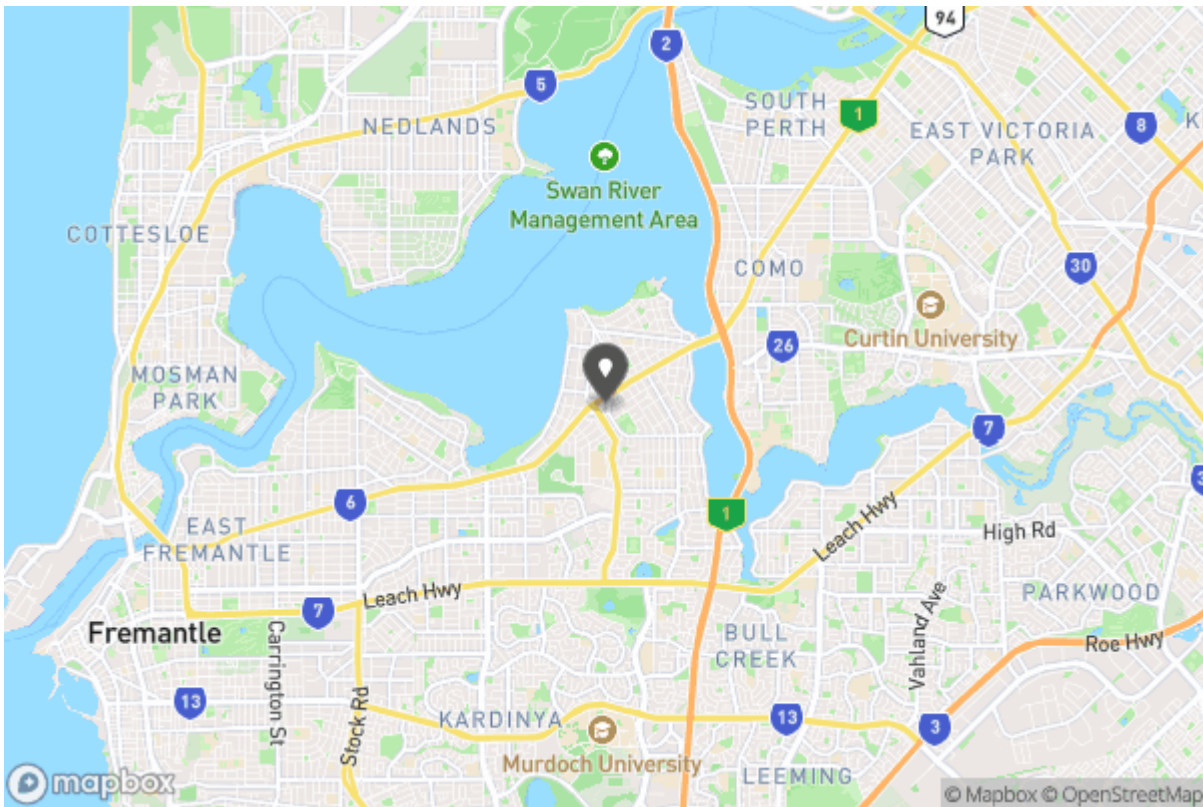 94
2
5
NEDLANDS
SOUTH
PERTH
1
EAST VICTORIA
PARK
8
K
Swan River
Management Area
COTTESLOE
COMO
30
26
Curtin University
MOSMAN
PARK
7
6
1
EAST
FREMANTLE
Leach Hwy
High Rd
Leach Hwy
7
PARKWOOD
Fremantle
Carrington St
BULL
CREEK
Vahland Ave
Roe Hwy
13
Stock Rd
KARDINYA
13
3
Murdoch University
LEEMING
mapbox
© Mapbox © OpenStreetMap